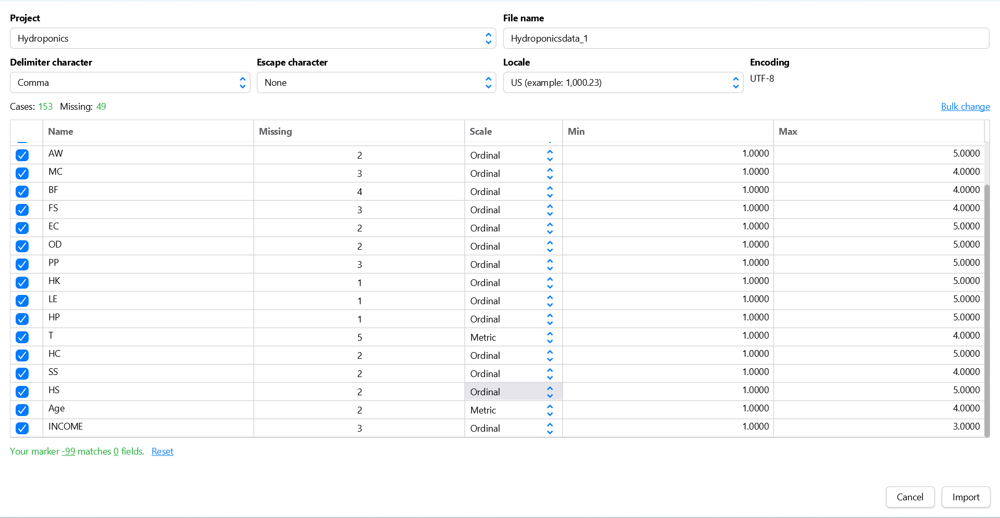 Project File name
Hydroponics Hydroponicsdata_1
Delimiter character Escape character Locale Encoding
Comma None US (example: 1,000.23) UTF-8
Cases: 153 Missing: 49 Bulk change
Name Missing Scale Min Max
AW 2 Ordinal 1.0000 5.0000
MC 3 Ordinal 1.0000 4.0000
BF 4 Ordinal 1.0000 4.0000
FS 3 Ordinal 1.0000 4.0000
EC 2 Ordinal 1.0000 5.0000
OD 2 Ordinal 1.0000 5.0000
PP 3 Ordinal 1.0000 5.0000
HK 1 Ordinal 1.0000 5.0000
LE 1 Ordinal 1.0000 5.0000
HP 1 Ordinal 1.0000 5.0000
T 5 Metric 1.0000 4.0000
HC 2 Ordinal 1.0000 5.0000
SS 2 Ordinal 1.0000 4.0000
HS 2 Ordinal 1.0000 5.0000
Age 2 Metric 1.0000 4.0000
INCOME 3 Ordinal 1.0000 3.0000
Your marker -99 matches 0 fields. Reset
Cancel Import